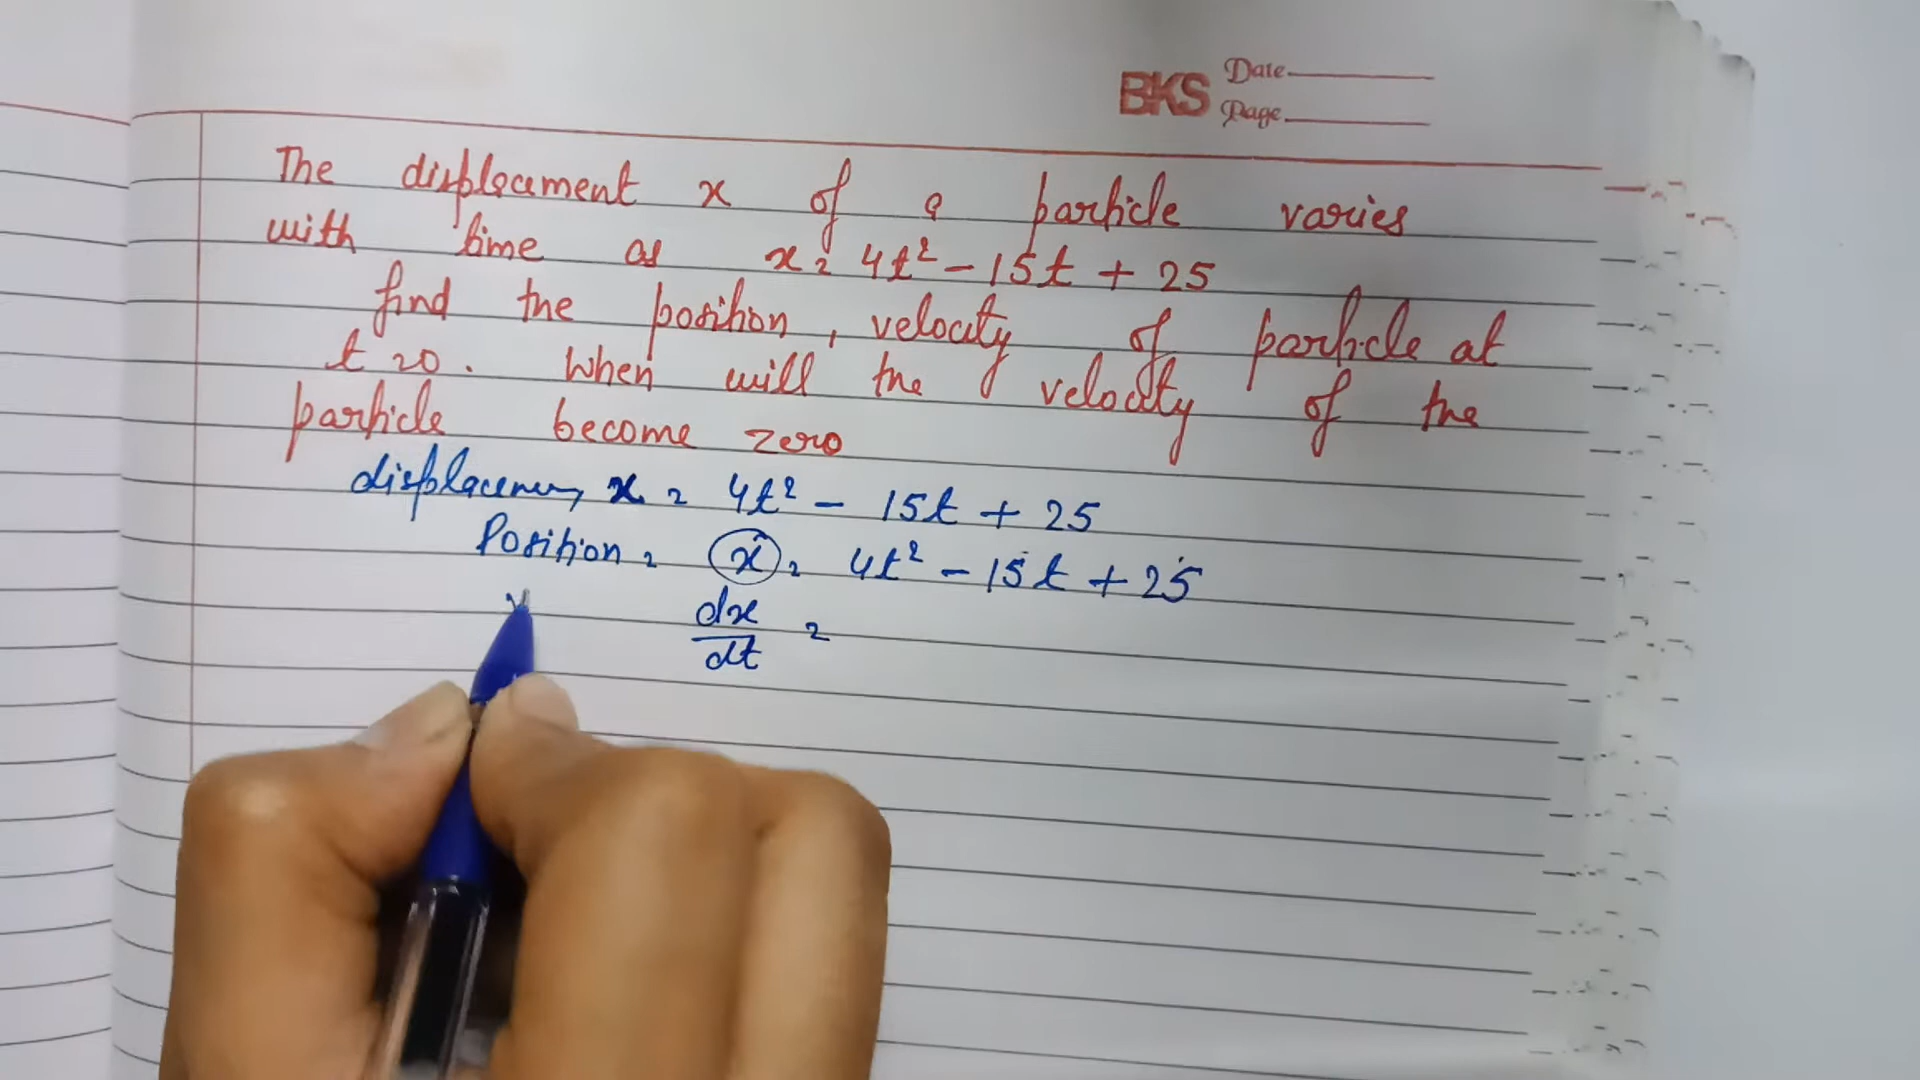 BKS Date
Page
The displacement x of a particle varies
with time as x = 4t² - 15t + 25
find the position, velocity of particle at
t = 0. When will the velocity of the
particle become zero
x = 4t² - 15t + 25
Position = x = 4t² - 15t + 25
dx/dt =